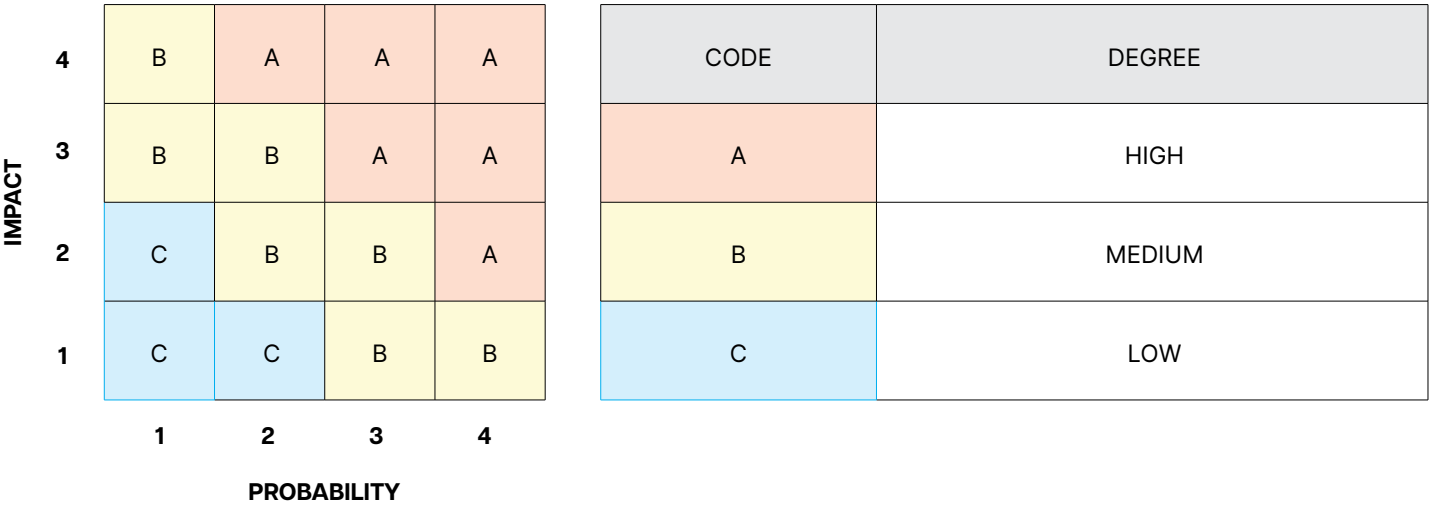 4 B A A A
3 B B A A
2 C B B A
1 C C B B
1 2 3 4
IMPACT
PROBABILITY
CODE DEGREE
A HIGH
B MEDIUM
C LOW